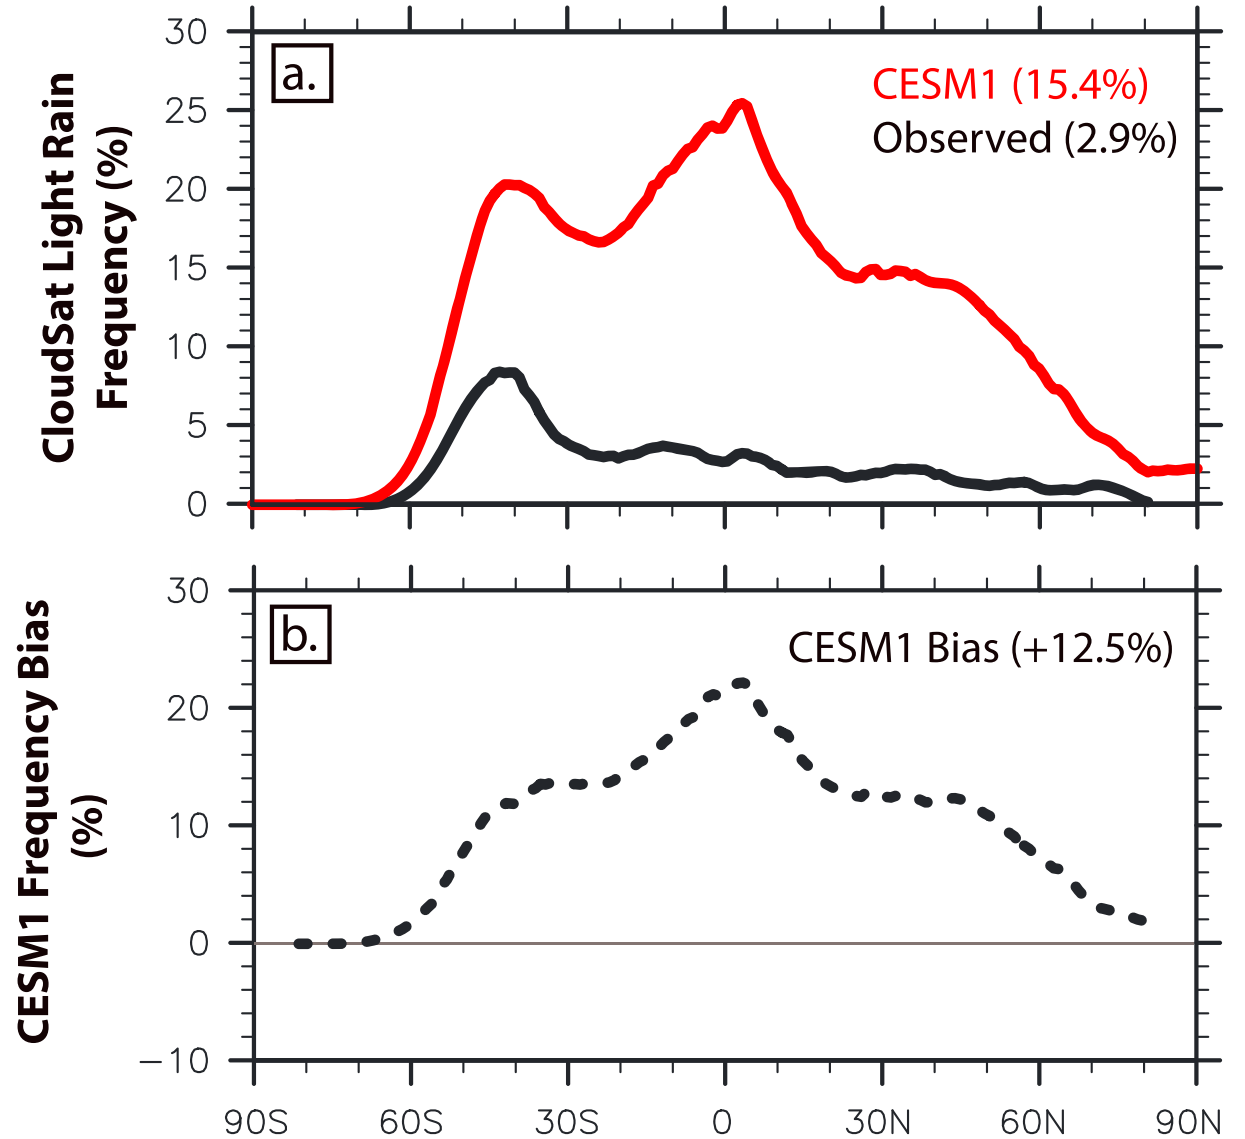 CloudSat Light Rain
Frequency (%)
30
25
20
15
10
5
0
a.
CESM1 (15.4%)
Observed (2.9%)
CESM1 Frequency Bias
(%)
30
20
10
0
−10
b.
CESM1 Bias (+12.5%)
90S 60S 30S 0 30N 60N 90N